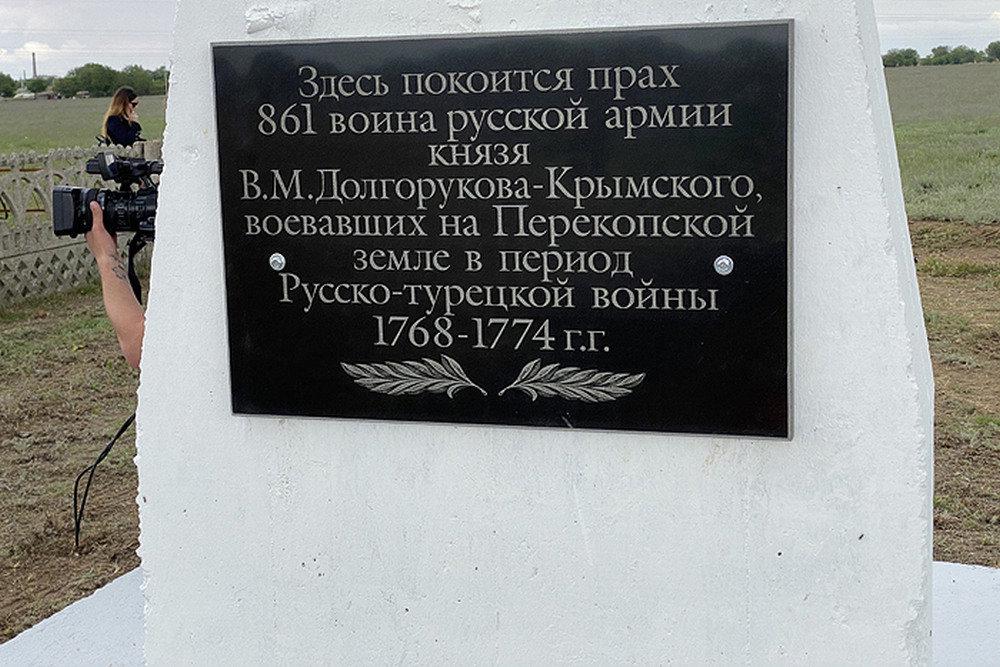 Здесь покоится прах
861 воина русской армии
князя
В.М.Долгорукова-Крымского,
воевавших на Перекопской
земле в период
Русско-турецкой войны
1768-1774 г.г.